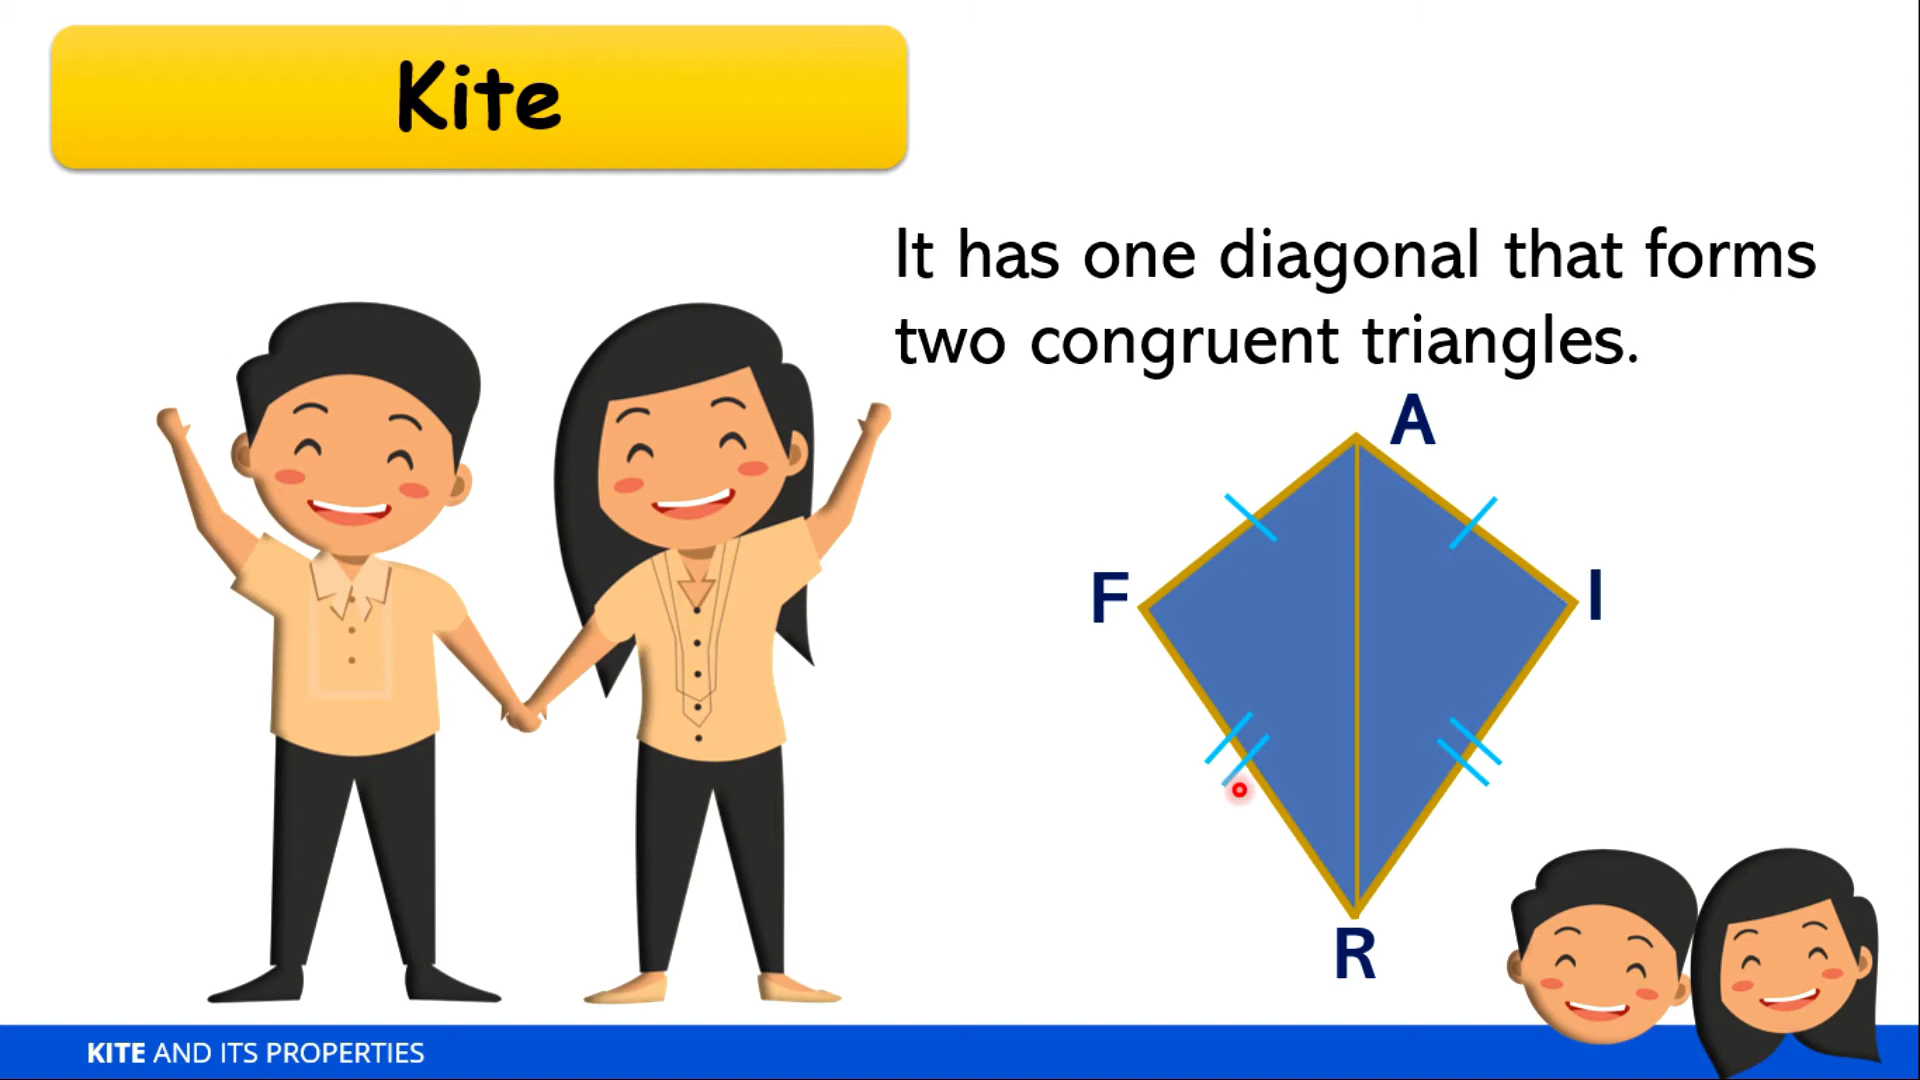 Kite
It has one diagonal that forms
two congruent triangles.
A
F
I
R
KITE AND ITS PROPERTIES